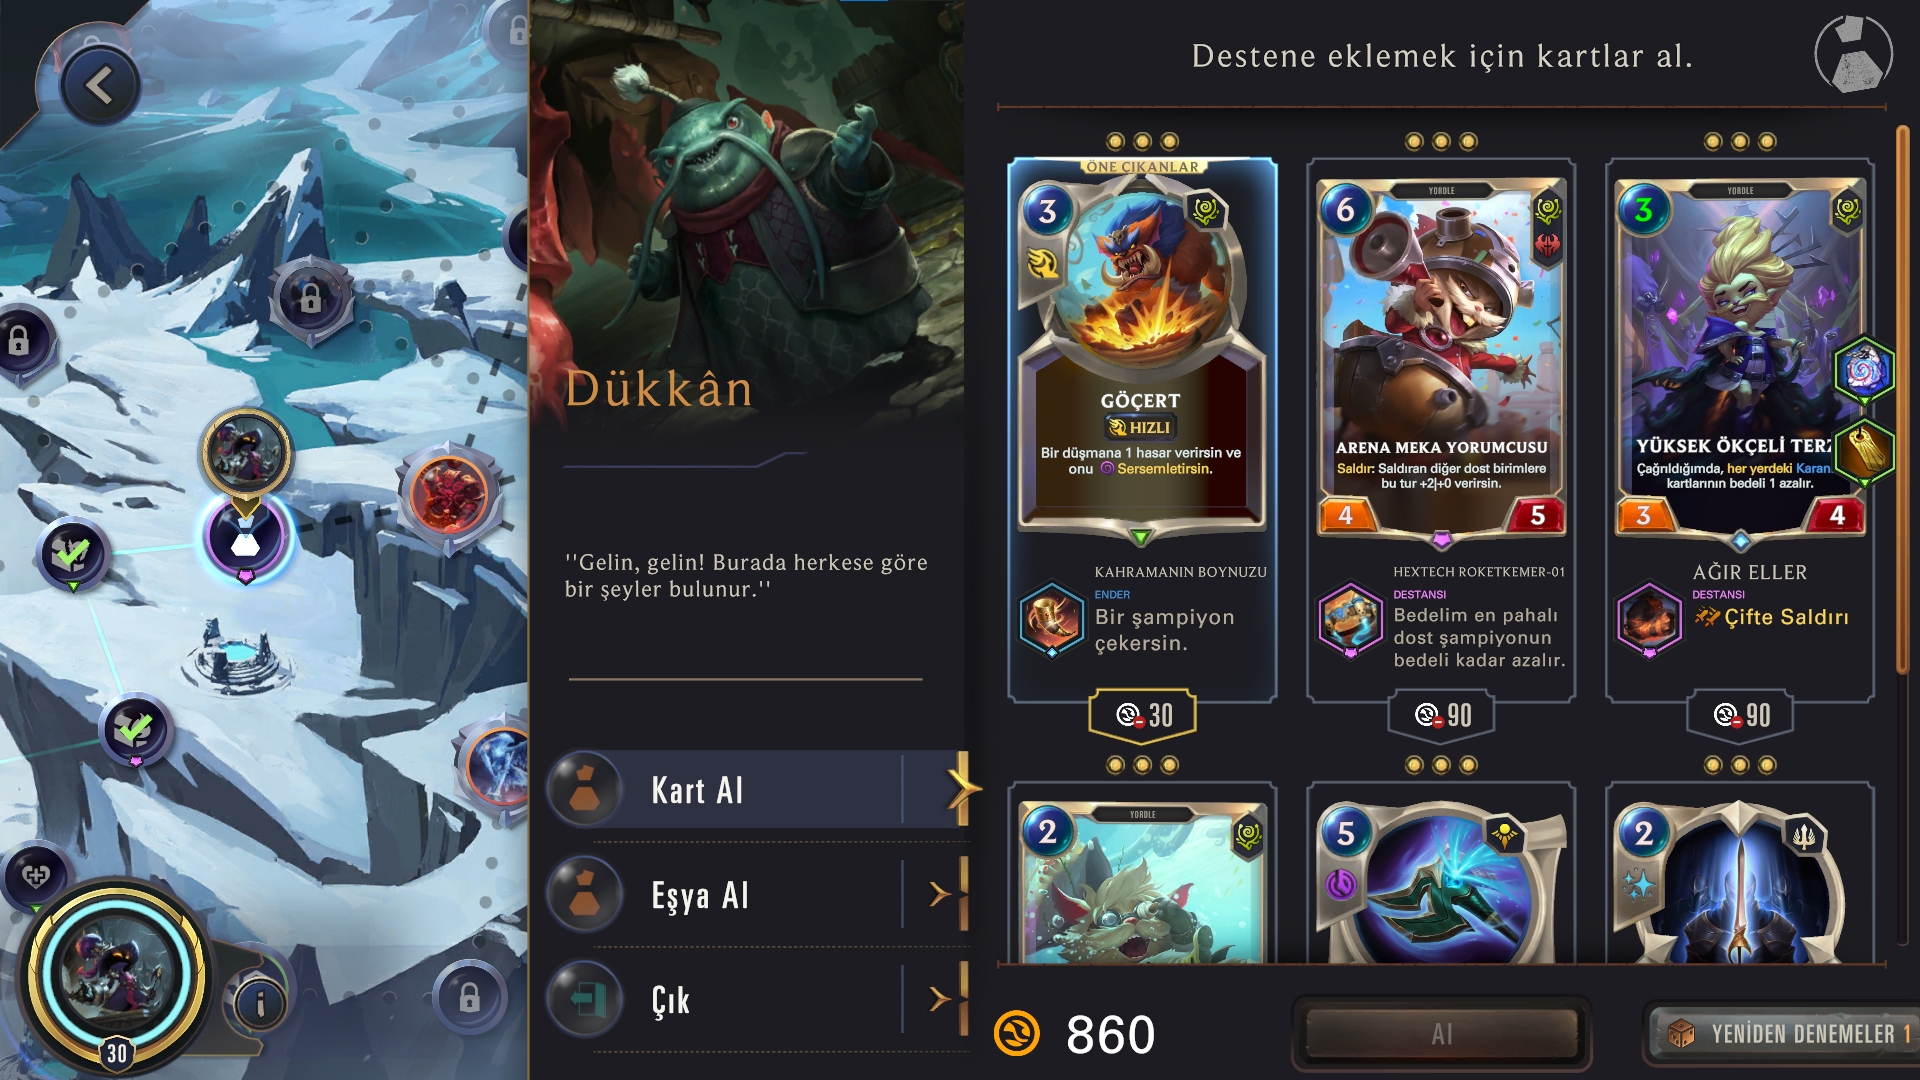 Destene eklemek için kartlar al.
ÖNE ÇIKANLAR
3
GÖÇERT
HIZLI
Bir düşmana 1 hasar verirsin ve
onu Sersemletirsin.
KAHRAMANIN BOYNUZU
ENDER
Bir şampiyon
çekersin.
30
YORDLE
6
ARENA MEKA YORUMCUSU
Saldır: Saldıran diğer dost birimlere
bu tur +2|+0 verirsin.
4
5
HEXTECH ROKETKEMER-01
DESTANSI
Bedelim en pahalı
dost şampiyonun
bedeli kadar azalır.
90
YORDLE
3
YÜKSEK ÖKÇELİ TERZ
Çağrıldığımda, her yerdeki Karan
kartlarının bedeli 1 azalır.
3
4
AĞIR ELLER
DESTANSI
Çifte Saldırı
90
YORDLE
2
5
2
Dükkân
''Gelin, gelin! Burada herkese göre
bir şeyler bulunur.''
Kart Al
Eşya Al
Çık
30
860
Al
YENİDEN DENEMELER 1